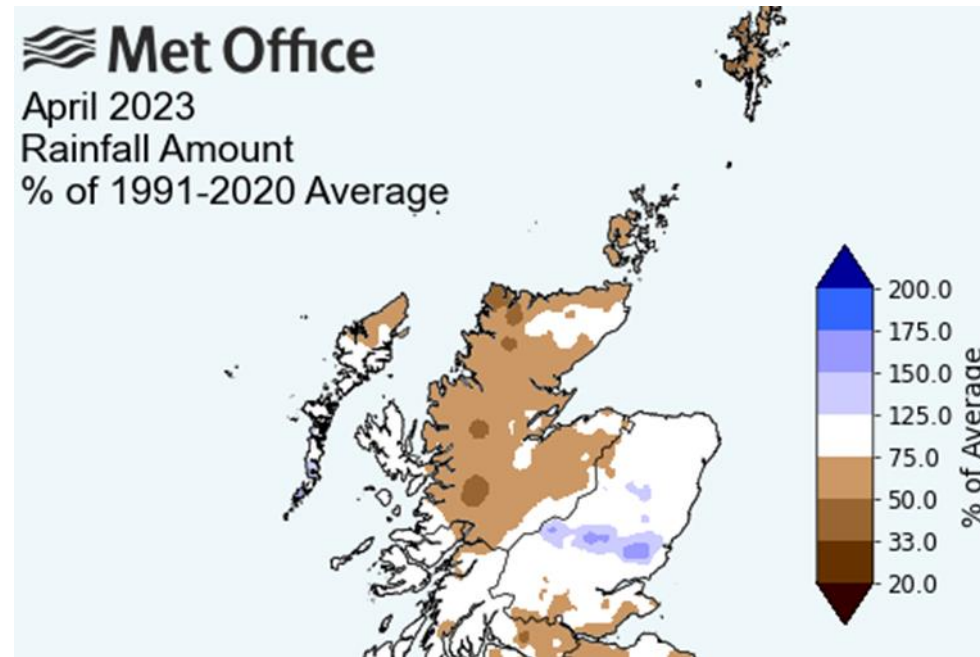 Met Office
April 2023
Rainfall Amount
% of 1991-2020 Average
200.0
175.0
150.0
125.0
75.0
50.0
33.0
20.0
% of Average